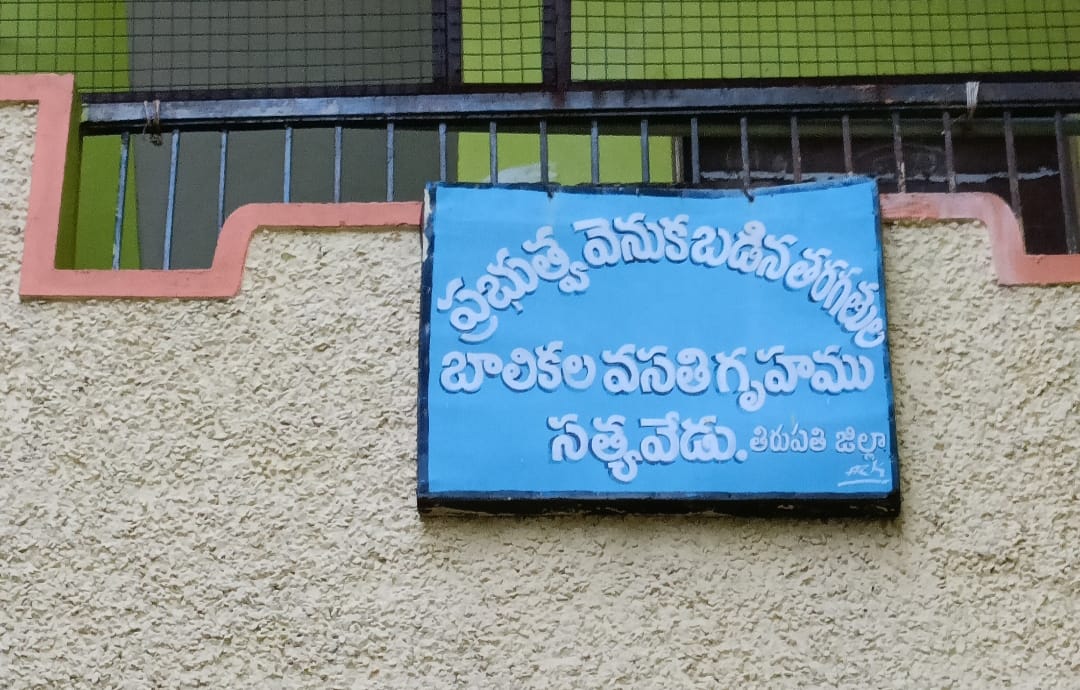 ప్రభుత్వ వెనుకబడిన తరగతుల
బాలికల వసతి గృహము
సత్యవేడు. తిరుపతి జిల్లా